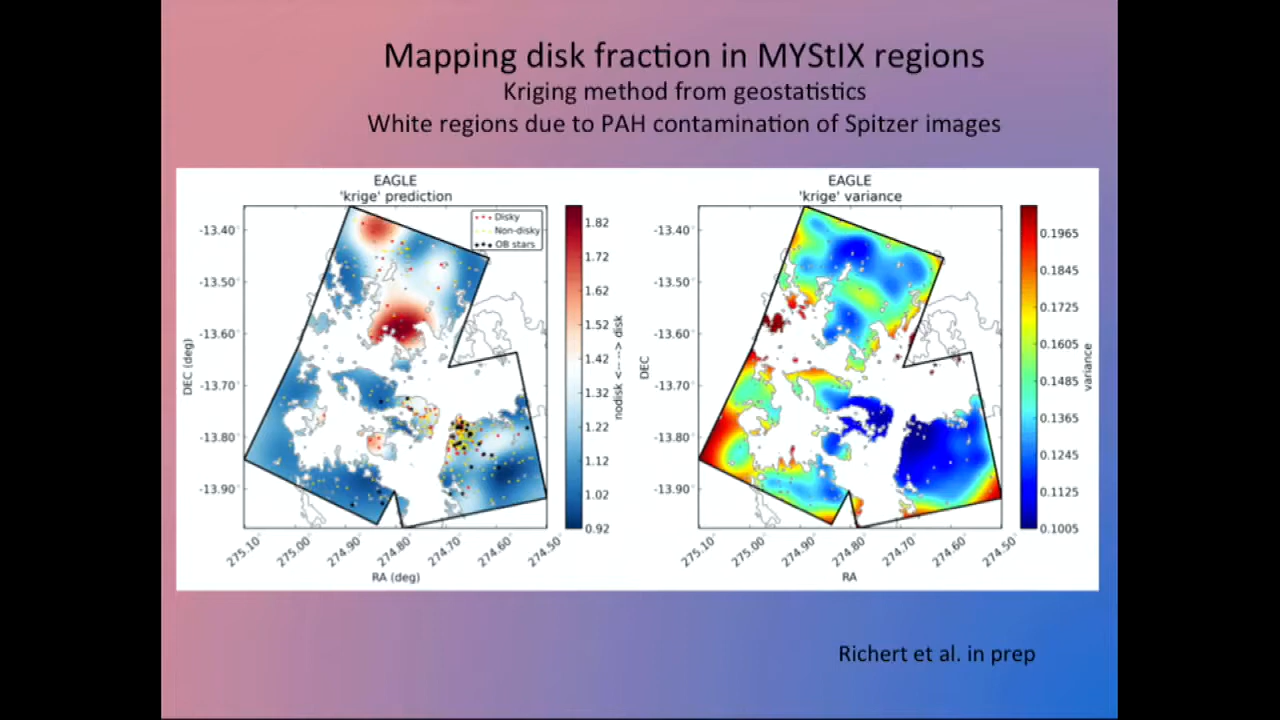 Mapping disk fraction in MYStIX regions
Kriging method from geostatistics
White regions due to PAH contamination of Spitzer images
EAGLE
'krige' prediction
Disky
Non-disky
OB stars
-13.40
-13.50
-13.60
-13.70
-13.80
-13.90
DEC (deg)
275.10
275.00
274.90
274.80
274.70
274.60
274.50
RA (deg)
1.82
1.72
1.62
1.52
1.42
1.32
1.22
1.12
1.02
0.92
nodisk <----> disk
EAGLE
'krige' variance
-13.40
-13.50
-13.60
-13.70
-13.80
-13.90
DEC
275.10
275.00
274.90
274.80
274.70
274.60
274.50
RA
0.1965
0.1845
0.1725
0.1605
0.1485
0.1365
0.1245
0.1125
0.1005
variance
Richert et al. in prep